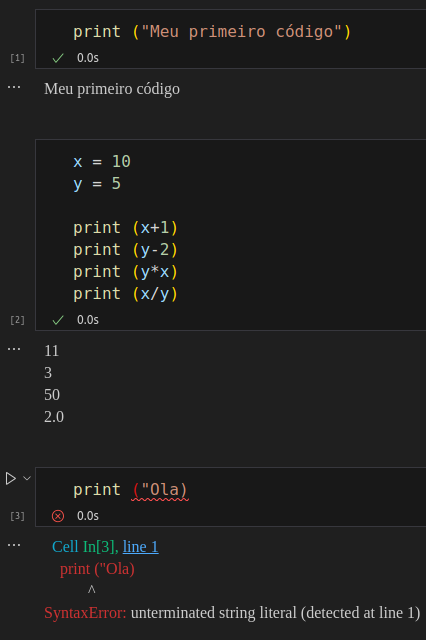 print ("Meu primeiro código")
[1]
0.0s
...
Meu primeiro código
x = 10
y = 5
print (x+1)
print (y-2)
print (y*x)
print (x/y)
[2]
0.0s
...
11
3
50
2.0
print ("Ola)
[3]
0.0s
...
Cell In[3], line 1
print ("Ola)
^
SyntaxError: unterminated string literal (detected at line 1)